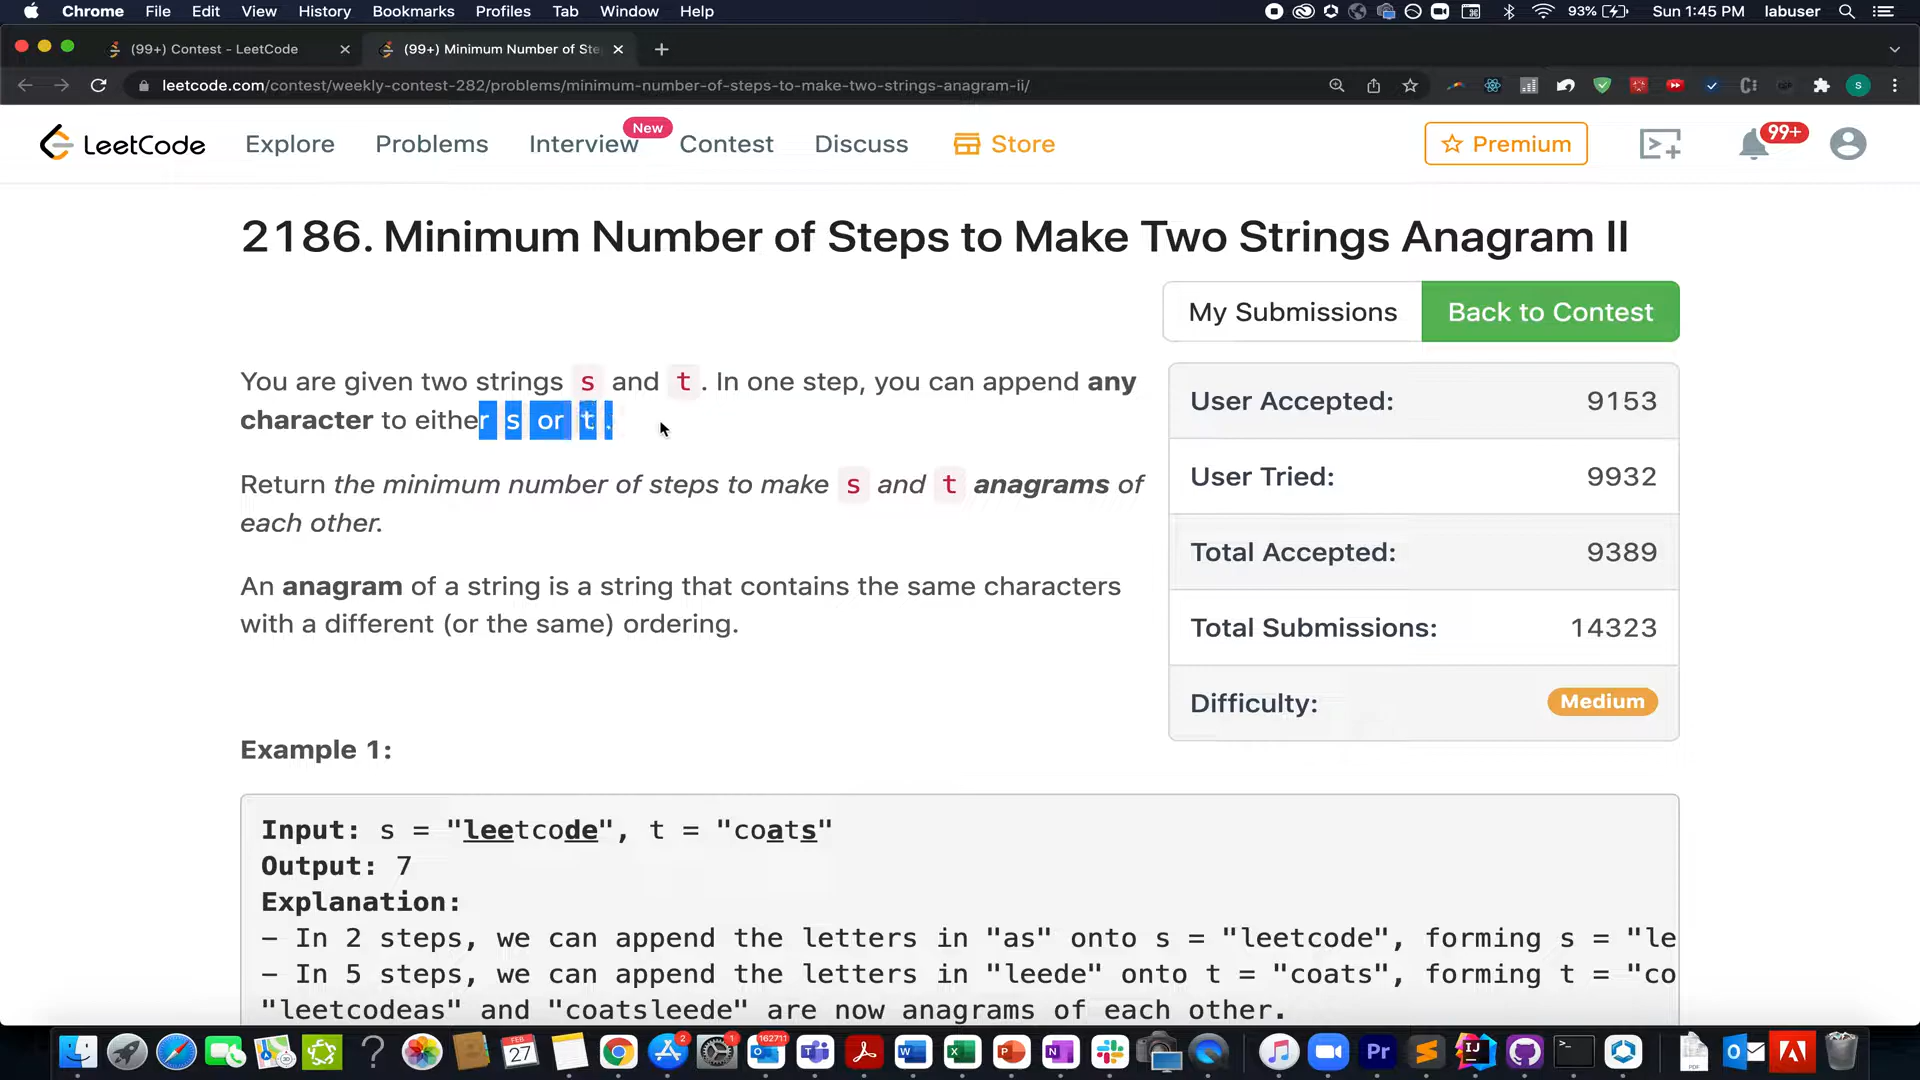 Chrome File Edit View History Bookmarks Profiles Tab Window Help 93% Sun 1:45 PM labuser
(99+) Contest - LeetCode (99+) Minimum Number of Ste
leetcode.com/contest/weekly-contest-282/problems/minimum-number-of-steps-to-make-two-strings-anagram-ii/
LeetCode Explore Problems Interview New Contest Discuss Store Premium 99+
2186. Minimum Number of Steps to Make Two Strings Anagram II
My Submissions Back to Contest
You are given two strings s and t. In one step, you can append any
character to either s or t.
Return the minimum number of steps to make s and t anagrams of
each other.
An anagram of a string is a string that contains the same characters
with a different (or the same) ordering.
User Accepted: 9153
User Tried: 9932
Total Accepted: 9389
Total Submissions: 14323
Difficulty: Medium
Example 1:
Input: s = "leetcode", t = "coats"
Output: 7
Explanation:
- In 2 steps, we can append the letters in "as" onto s = "leetcode", forming s = "le
- In 5 steps, we can append the letters in "leede" onto t = "coats", forming t = "co
"leetcodeas" and "coatsleede" are now anagrams of each other.